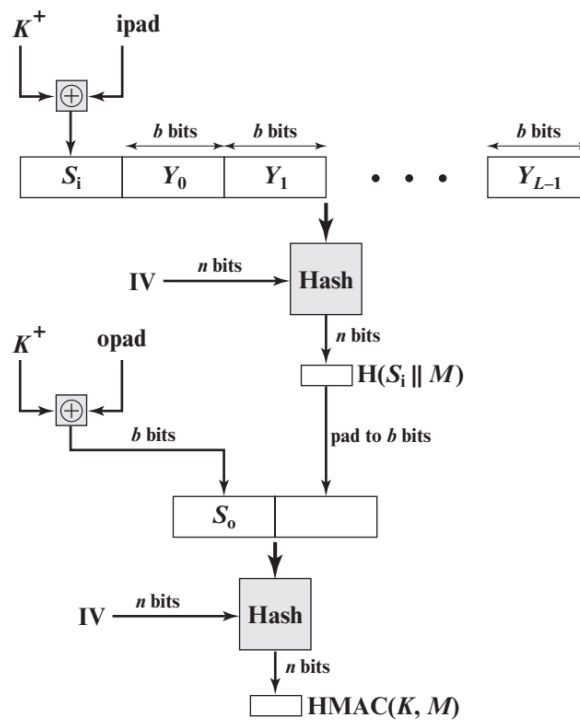 K+ ipad
⊕
b bits b bits b bits
Si Y0 Y1 • • • YL–1
n bits
IV Hash
n bits
K+ opad
H(Si || M)
⊕
b bits pad to b bits
So
n bits
IV Hash
n bits
HMAC(K, M)